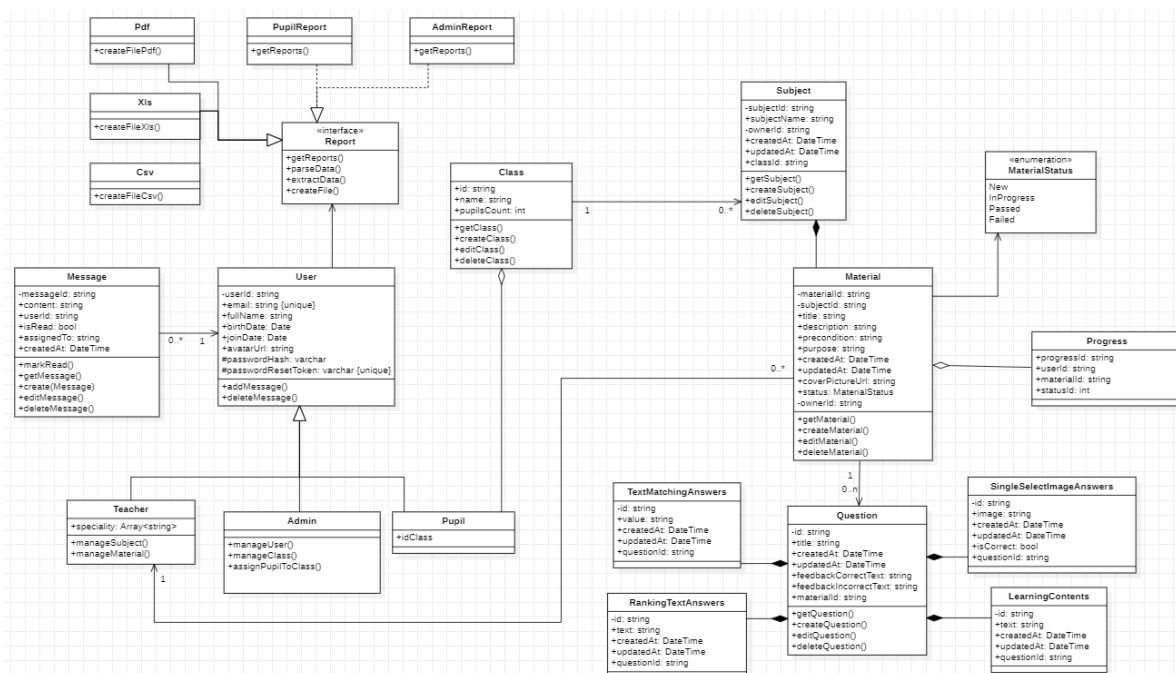 Pdf
+createFilePdf()
PupilReport
+getReports()
AdminReport
+getReports()
Xls
+createFileXls()
Csv
+createFileCsv()
«interface»
Report
+getReports()
+parseData()
+extractData()
+createFile()
Class
+id: string
+name: string
+pupilsCount: int
+getClass()
+createClass()
+editClass()
+deleteClass()
1
0..*
Subject
-subjectId: string
+subjectName: string
-ownerId: string
+createdAt: DateTime
+updatedAt: DateTime
+classId: string
+getSubject()
+createSubject()
+editSubject()
+deleteSubject()
«enumeration»
MaterialStatus
New
InProgress
Passed
Failed
Message
-messageId: string
+content: string
+userId: string
+isRead: bool
+assignedTo: string
+createdAt: DateTime
+markRead()
+getMessage()
+create(Message)
+editMessage()
+deleteMessage()
0..*
1
User
-userId: string
+email: string {unique}
+fullName: string
+birthDate: Date
+joinDate: Date
+avatarUrl: string
#passwordHash: varchar
#passwordResetToken: varchar {unique}
+addMessage()
+deleteMessage()
Material
-materialId: string
-subjectId: string
+title: string
+description: string
+precondition: string
+purpose: string
+createdAt: DateTime
+updatedAt: DateTime
+coverPictureUrl: string
+status: MaterialStatus
-ownerId: string
+getMaterial()
+createMaterial()
+editMaterial()
+deleteMaterial()
0..*
Progress
+progressId: string
+userId: string
+materialId: string
+statusId: int
1
0..n
Teacher
+speciality: Array<string>
+manageSubject()
+manageMaterial()
1
Admin
+manageUser()
+manageClass()
+assignPupilToClass()
Pupil
+idClass
TextMatchingAnswers
-id: string
+value: string
+createdAt: DateTime
+updatedAt: DateTime
+questionId: string
Question
-id: string
+title: string
+createdAt: DateTime
+updatedAt: DateTime
+feedbackCorrectText: string
+feedbackIncorrectText: string
+materialId: string
+getQuestion()
+createQuestion()
+editQuestion()
+deleteQuestion()
SingleSelectImageAnswers
-id: string
+image: string
+createdAt: DateTime
+updatedAt: DateTime
+isCorrect: bool
+questionId: string
RankingTextAnswers
-id: string
+text: string
+createdAt: DateTime
+updatedAt: DateTime
+questionId: string
LearningContents
-id: string
+text: string
+createdAt: DateTime
+updatedAt: DateTime
+questionId: string